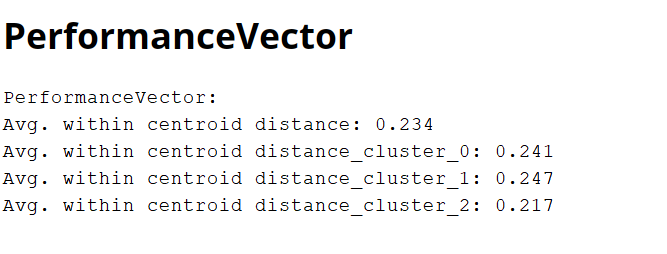 PerformanceVector
PerformanceVector:
Avg. within centroid distance: 0.234
Avg. within centroid distance_cluster_0: 0.241
Avg. within centroid distance_cluster_1: 0.247
Avg. within centroid distance_cluster_2: 0.217